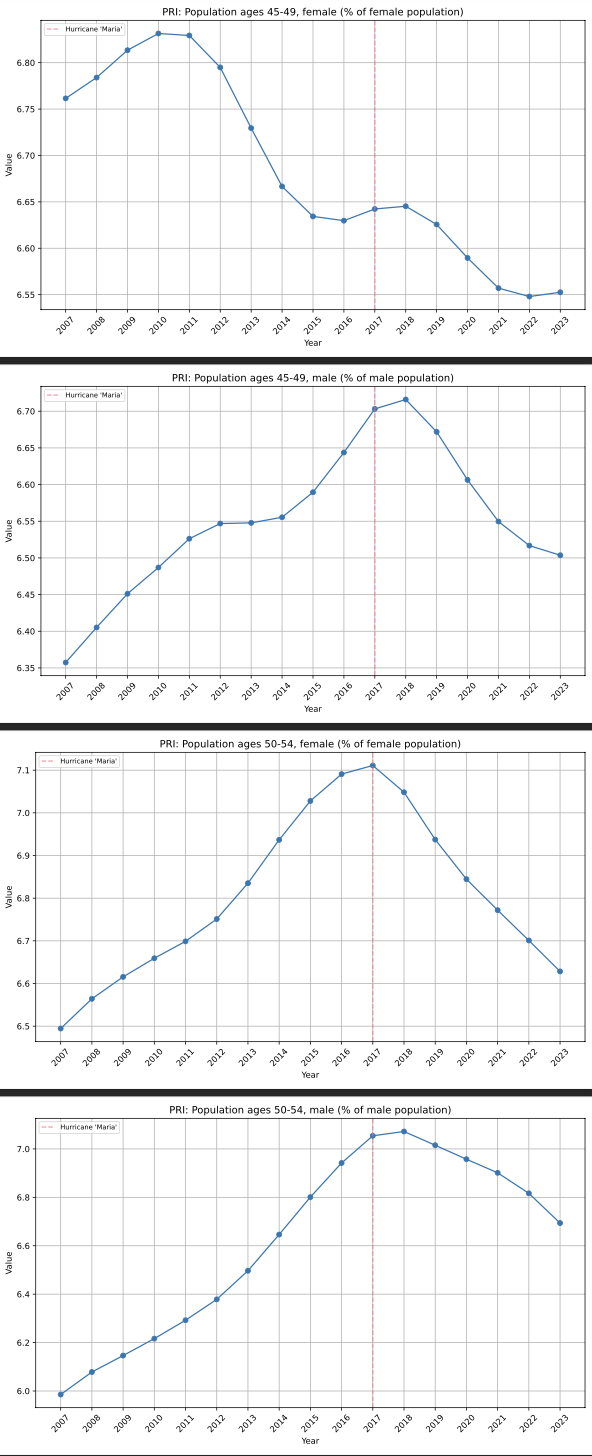 PRI: Population ages 45-49, female (% of female population)
Hurricane 'Maria'
6.80
6.75
6.70
6.65
6.60
6.55
Value
2007 2008 2009 2010 2011 2012 2013 2014 2015 2016 2017 2018 2019 2020 2021 2022 2023
Year
PRI: Population ages 45-49, male (% of male population)
Hurricane 'Maria'
6.70
6.65
6.60
6.55
6.50
6.45
6.40
6.35
Value
2007 2008 2009 2010 2011 2012 2013 2014 2015 2016 2017 2018 2019 2020 2021 2022 2023
Year
PRI: Population ages 50-54, female (% of female population)
Hurricane 'Maria'
7.1
7.0
6.9
6.8
6.7
6.6
6.5
Value
2007 2008 2009 2010 2011 2012 2013 2014 2015 2016 2017 2018 2019 2020 2021 2022 2023
Year
PRI: Population ages 50-54, male (% of male population)
Hurricane 'Maria'
7.0
6.8
6.6
6.4
6.2
6.0
Value
2007 2008 2009 2010 2011 2012 2013 2014 2015 2016 2017 2018 2019 2020 2021 2022 2023
Year